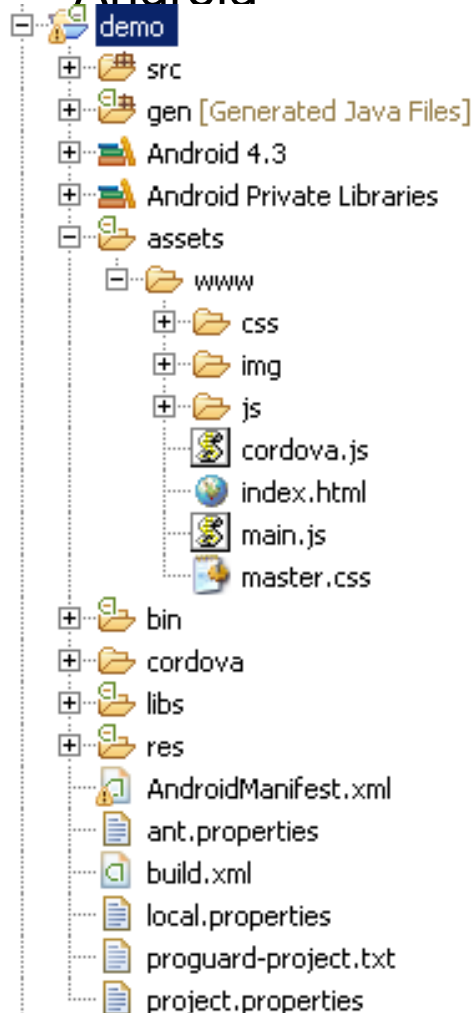 Android
demo
src
gen [Generated Java Files]
Android 4.3
Android Private Libraries
assets
www
css
img
js
cordova.js
index.html
main.js
master.css
bin
cordova
libs
res
AndroidManifest.xml
ant.properties
build.xml
local.properties
proguard-project.txt
project.properties